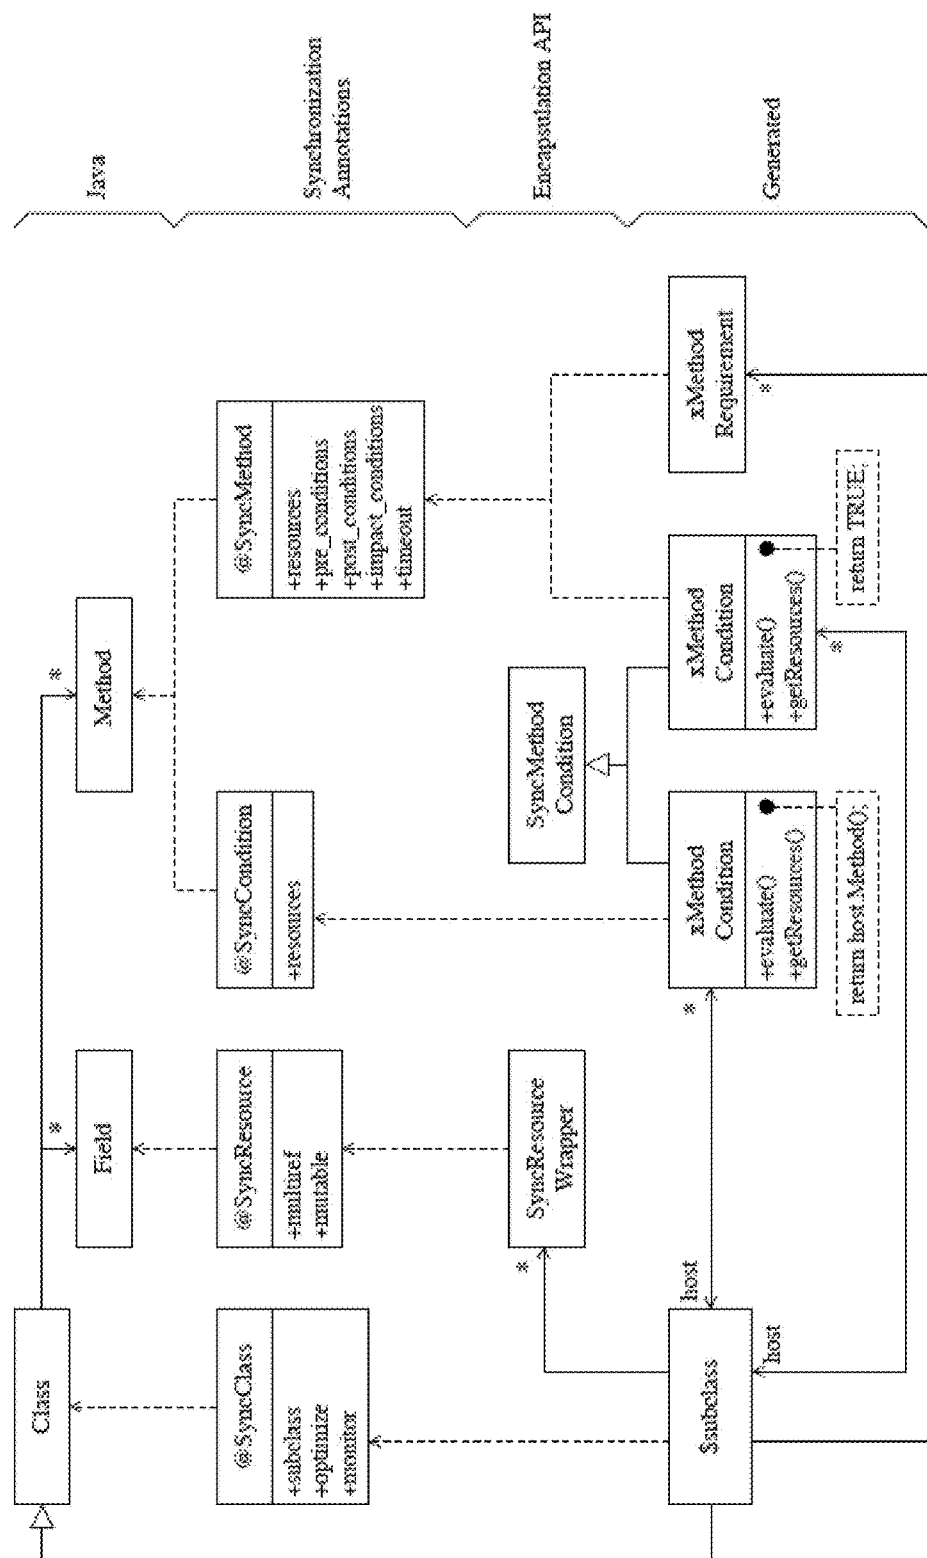 Java
Class
*
Field
*
Method
Synchronization
Annotations
@SyncClass
+subclass
+optimize
+monitor
@SyncResource
+multiref
+mutable
@SyncCondition
+resources
@SyncMethod
+resources
+pre_conditions
+post_conditions
+impact_conditions
+timeout
Encapsulation API
*
SyncResource
Wrapper
SyncMethod
Condition
Generated
$subclass
host
host
*
xMethod
Condition
+evaluate()
+getResources()
return host.Method();
xMethod
Condition
+evaluate()
+getResources()
*
return TRUE;
xMethod
Requirement
*